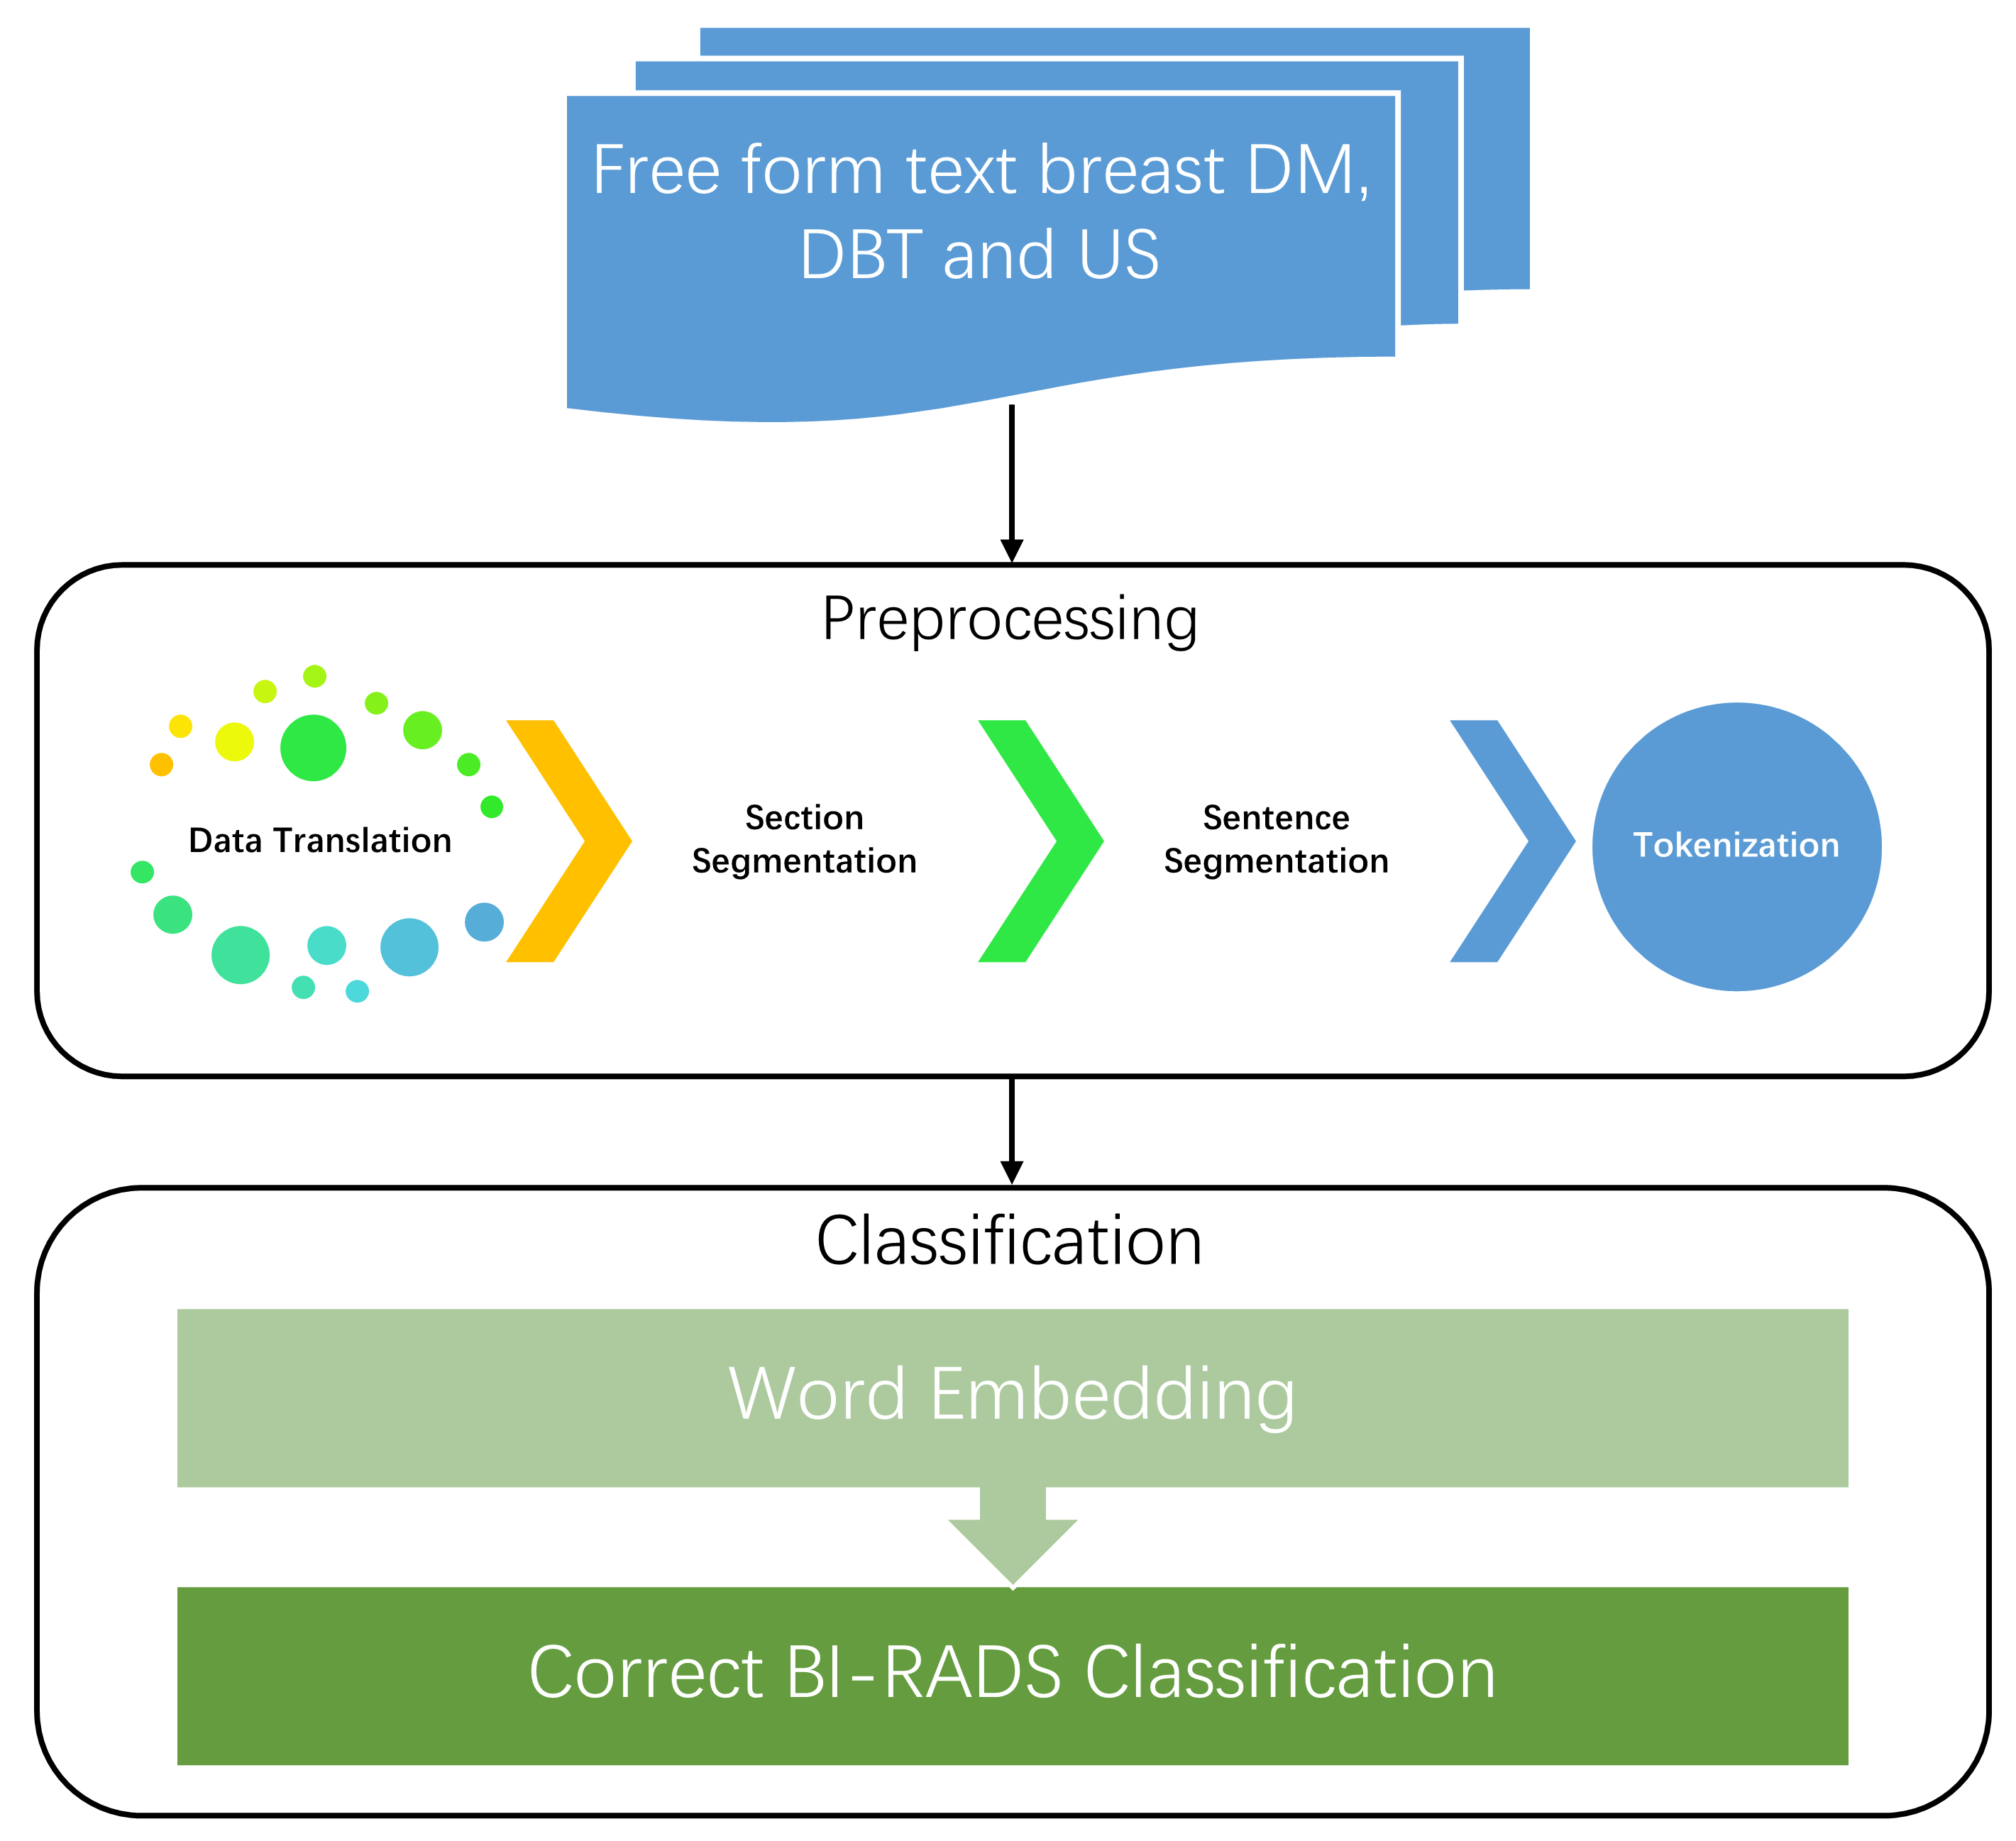 Free form text breast DM,
DBT and US
Preprocessing
Data Translation
Section
Segmentation
Sentence
Segmentation
Tokenization
Classification
Word Embedding
Correct BI-RADS Classification